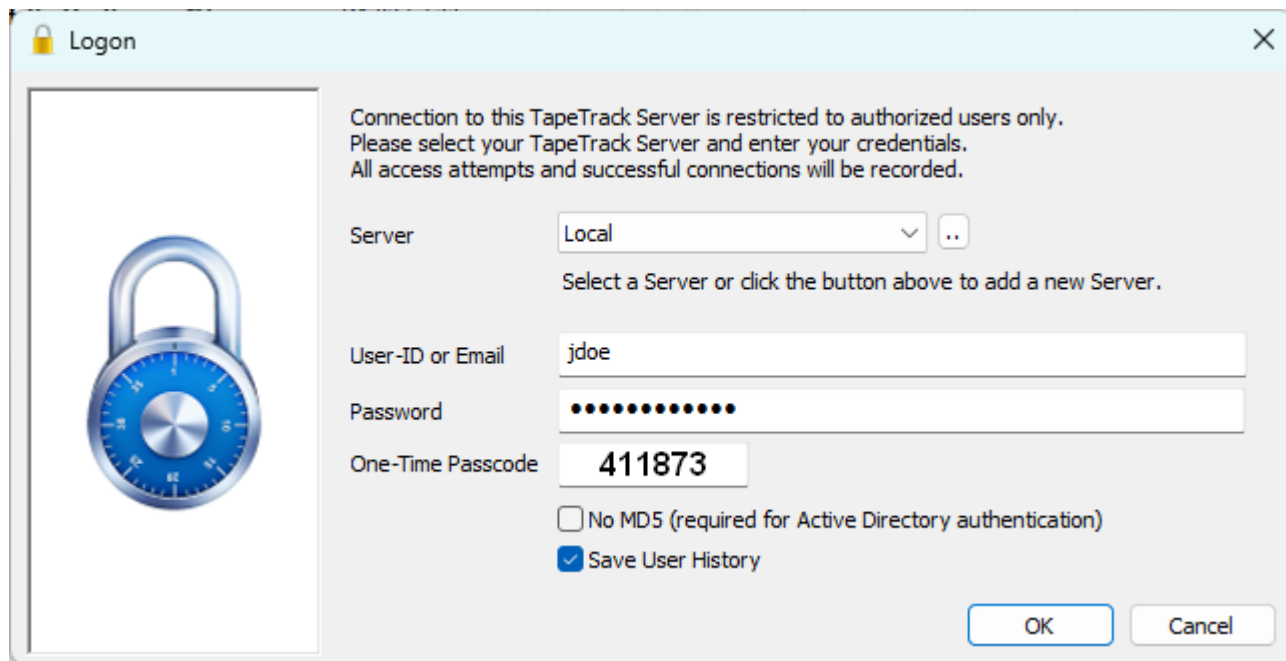 Logon
Connection to this TapeTrack Server is restricted to authorized users only.
Please select your TapeTrack Server and enter your credentials.
All access attempts and successful connections will be recorded.
Server
Local
..
Select a Server or click the button above to add a new Server.
User-ID or Email
jdoe
Password
••••••••••••
One-Time Passcode
411873
No MD5 (required for Active Directory authentication)
Save User History
OK
Cancel